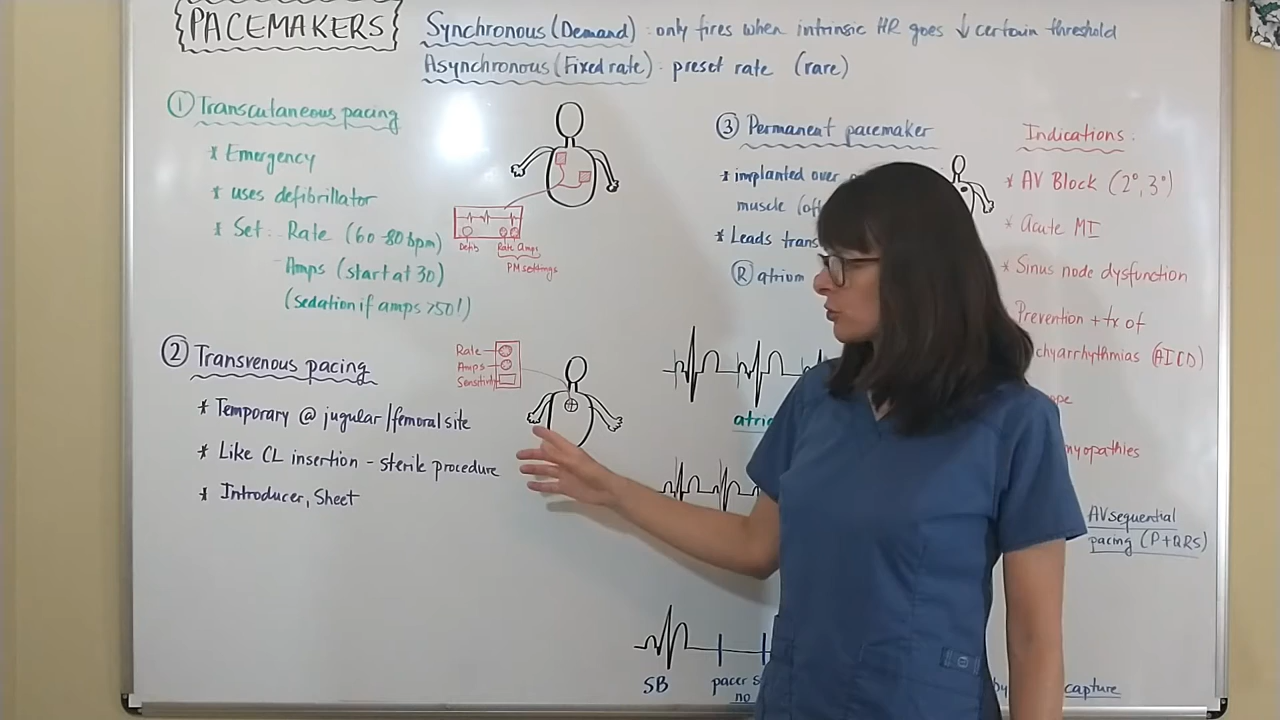 PACEMAKERS
Synchronous (Demand) : only fires when intrinsic HR goes ↓ certain threshold
Asynchronous (Fixed rate) : preset rate (rare)
① Transcutaneous pacing
* Emergency
* uses defibrillator
* Set: - Rate (60-80 bpm)
- Amps (start at 30)
(sedation if amps >50!)
Defib
Rate Amps
PM settings
② Transvenous pacing
* Temporary @ jugular/femoral site
* Like CL insertion - sterile procedure
* Introducer, Sheet
Rate
Amps
Sensitivity
③ Permanent pacemaker
* implanted over
muscle
* Leads
Ⓡ atrium
SB
pacer
no
capture
Indications:
* AV Block (2°, 3°)
* Acute MI
* Sinus node dysfunction
Prevention + tx of
(AICD)
AV sequential
pacing (P+QRS)